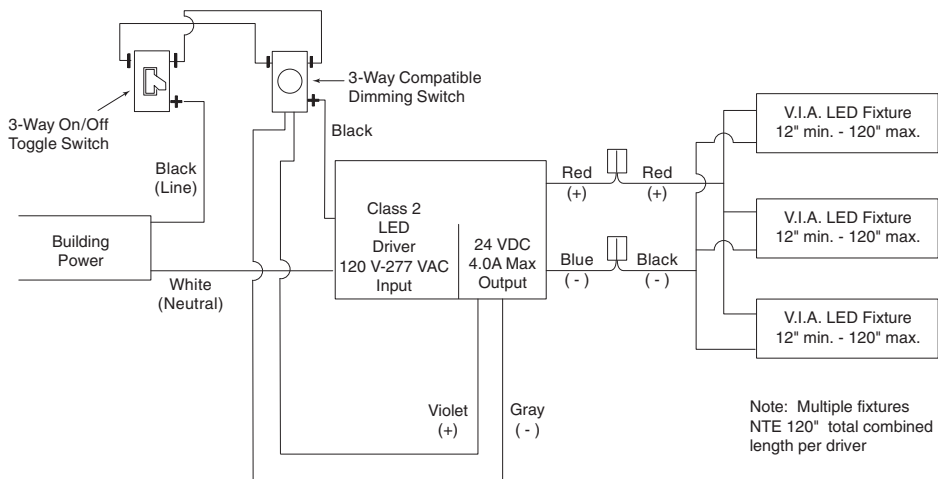 3-Way Compatible
Dimming Switch
3-Way On/Off
Toggle Switch
Black
(Line)
Black
Building
Power
White
(Neutral)
Class 2
LED
Driver
120 V-277 VAC
Input
24 VDC
4.0A Max
Output
Red
(+)
Red
(+)
Blue
( - )
Black
( - )
V.I.A. LED Fixture
12" min. - 120" max.
V.I.A. LED Fixture
12" min. - 120" max.
V.I.A. LED Fixture
12" min. - 120" max.
Violet
(+)
Gray
( - )
Note:  Multiple fixtures
NTE 120"  total combined
length per driver